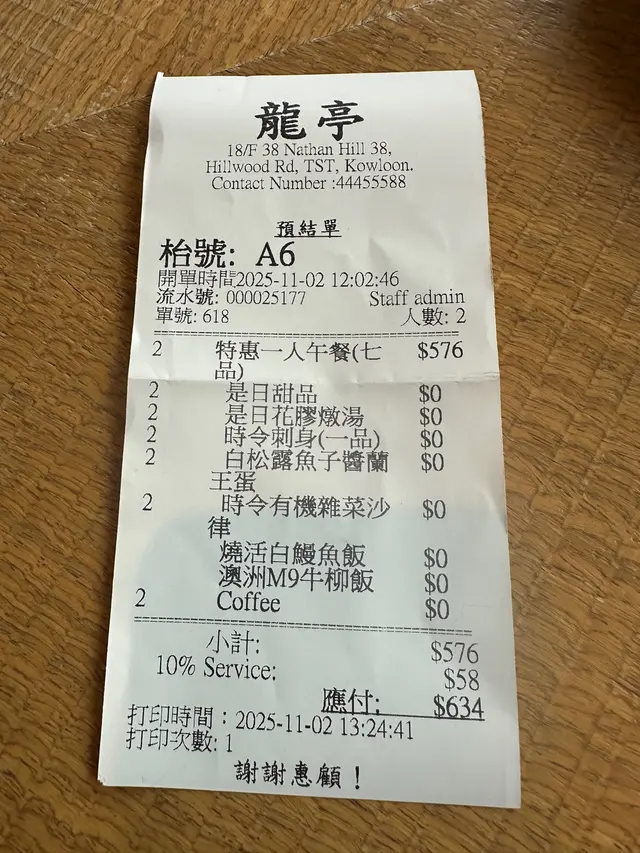 龍亭
18/F 38 Nathan Hill 38,
Hillwood Rd, TST, Kowloon.
Contact Number :44455588
預結單
枱號: A6
開單時間2025-11-02 12:02:46
流水號: 000025177 Staff admin
單號: 618 人數: 2
2 特惠一人午餐(七 $576
品)
2 是日甜品 $0
2 是日花膠燉湯 $0
2 時令刺身(一品) $0
2 白松露魚子醬蘭 $0
王蛋
2 時令有機雜菜沙 $0
律
燒活白鰻魚飯 $0
澳洲M9牛柳飯 $0
2 Coffee $0
小計: $576
10% Service: $58
應付: $634
打印時間：2025-11-02 13:24:41
打印次數: 1
謝謝惠顧！